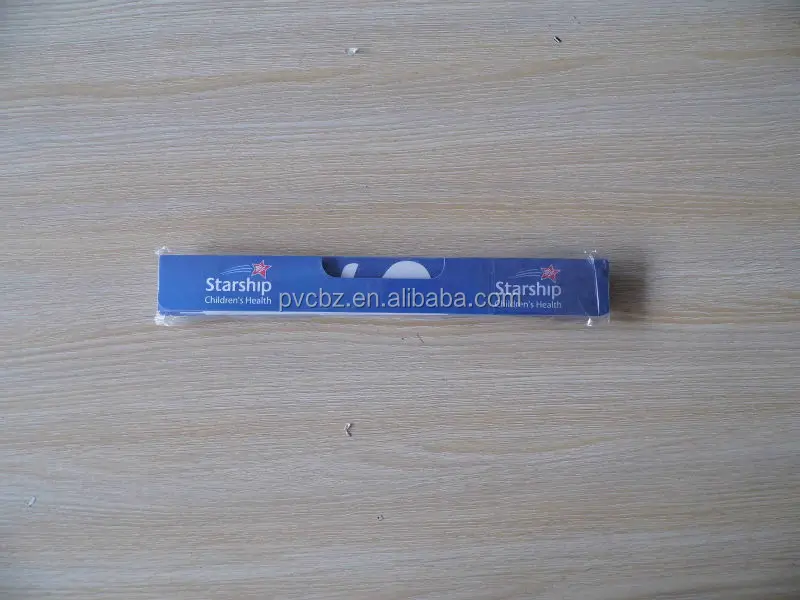 Starship
Children's Health
pvcbz.en.alibaba.com
Starship
Children's Health